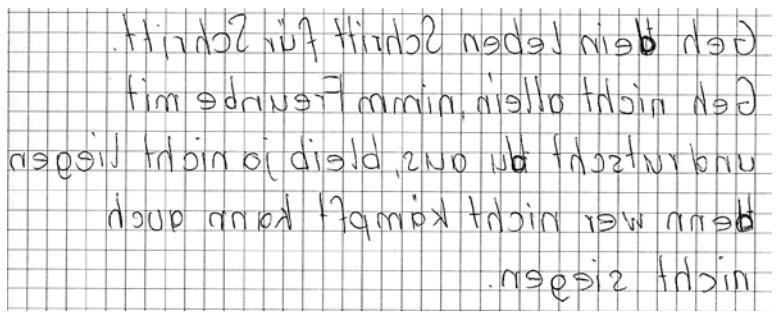 Geh dein leben Schritt für Schritt.
Geh nicht allein, nimm Freunde mit
und rutscht du aus, bleib ja nicht liegen
denn wer nicht kämpft kann auch
nicht siegen.